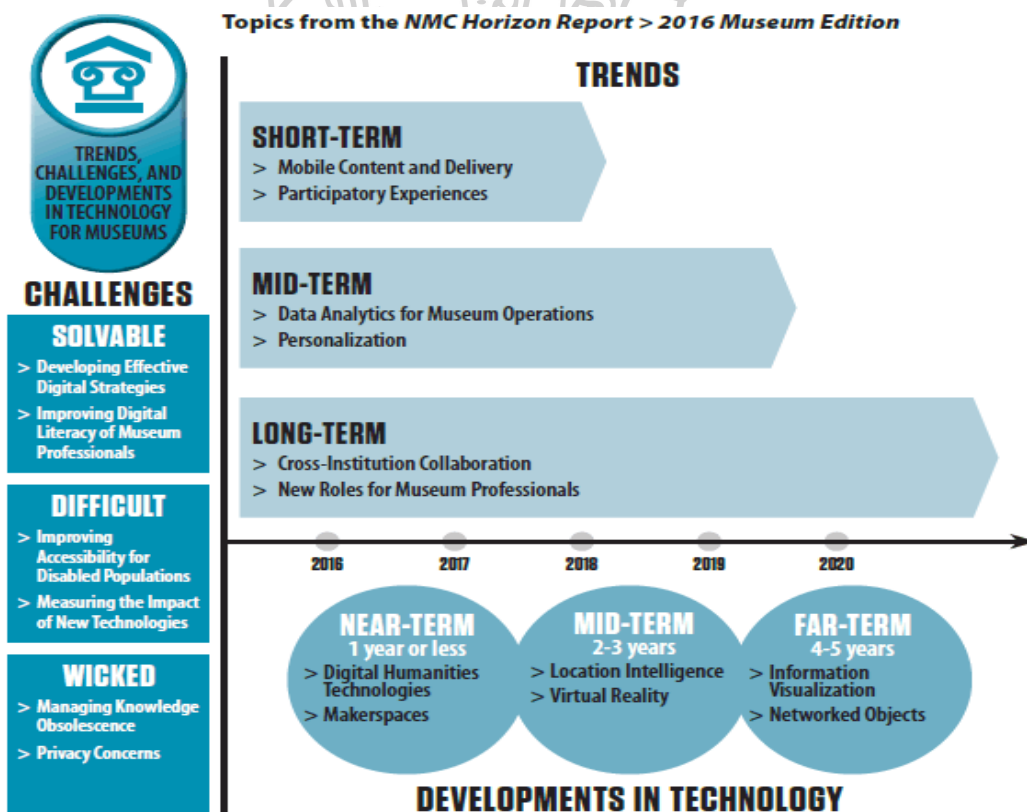 Topics from the NMC Horizon Report > 2016 Museum Edition
TRENDS,
CHALLENGES, AND
DEVELOPMENTS
IN TECHNOLOGY
FOR MUSEUMS
CHALLENGES
SOLVABLE
> Developing Effective
Digital Strategies
> Improving Digital
Literacy of Museum
Professionals
DIFFICULT
> Improving
Accessibility for
Disabled Populations
> Measuring the Impact
of New Technologies
WICKED
> Managing Knowledge
Obsolescence
> Privacy Concerns
TRENDS
SHORT-TERM
> Mobile Content and Delivery
> Participatory Experiences
MID-TERM
> Data Analytics for Museum Operations
> Personalization
LONG-TERM
> Cross-Institution Collaboration
> New Roles for Museum Professionals
2016 2017 2018 2019 2020
NEAR-TERM
1 year or less
> Digital Humanities
Technologies
> Makerspaces
MID-TERM
2-3 years
> Location Intelligence
> Virtual Reality
FAR-TERM
4-5 years
> Information
Visualization
> Networked Objects
DEVELOPMENTS IN TECHNOLOGY